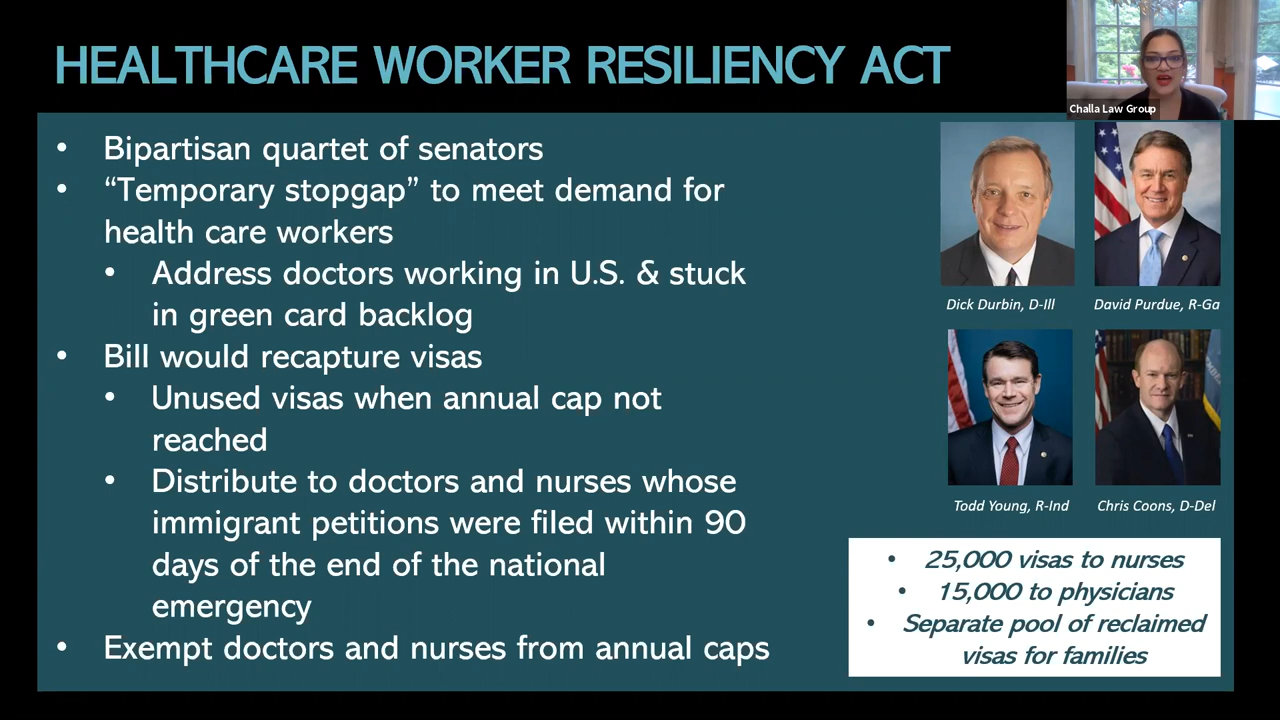 HEALTHCARE WORKER RESILIENCY ACT
Challa Law Group
• Bipartisan quartet of senators
• “Temporary stopgap” to meet demand for
health care workers
• Address doctors working in U.S. & stuck
in green card backlog
• Bill would recapture visas
• Unused visas when annual cap not
reached
• Distribute to doctors and nurses whose
immigrant petitions were filed within 90
days of the end of the national
emergency
• Exempt doctors and nurses from annual caps
Dick Durbin, D-Ill
David Purdue, R-Ga
Todd Young, R-Ind
Chris Coons, D-Del
• 25,000 visas to nurses
• 15,000 to physicians
• Separate pool of reclaimed
visas for families